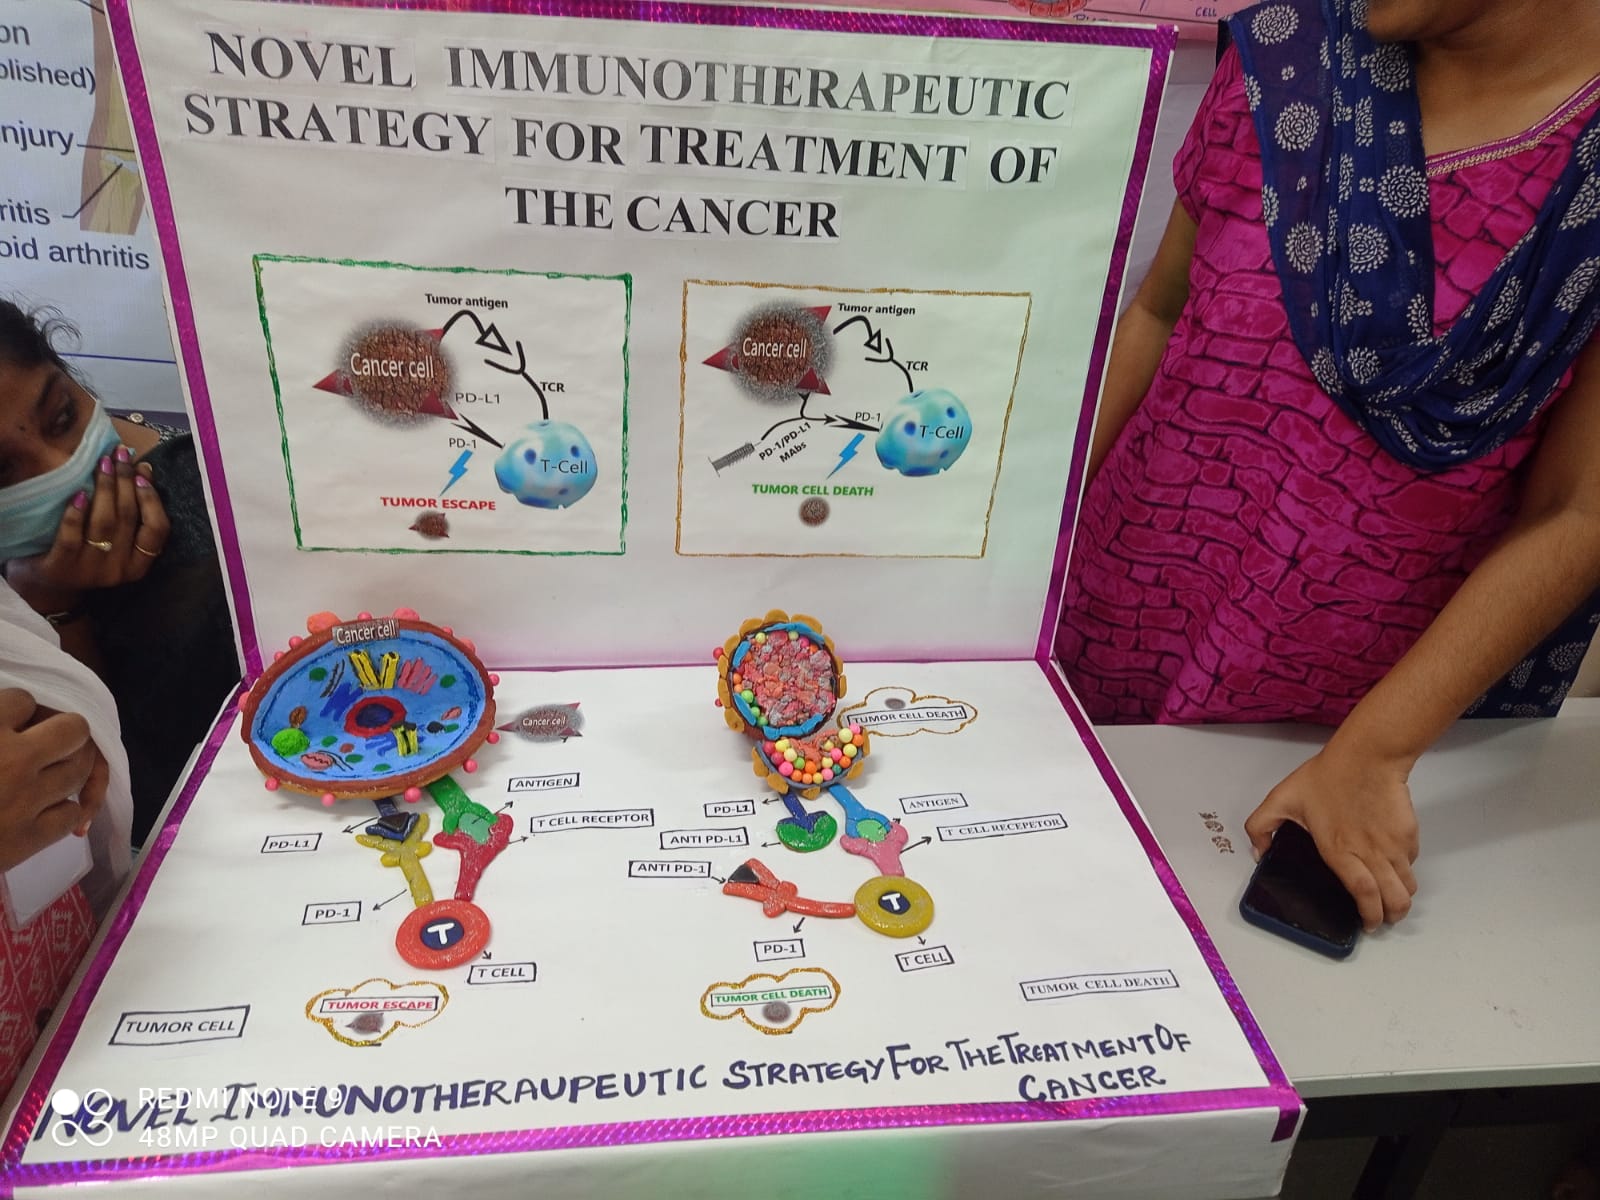 on
olished)
njury
ritis
oid arthritis
CELL
NOVEL IMMUNOTHERAPEUTIC
STRATEGY FOR TREATMENT OF
THE CANCER
Tumor antigen
Cancer cell
TCR
PD-L1
PD-1
T-Cell
TUMOR ESCAPE
Tumor antigen
Cancer cell
TCR
PD-1
PD-1/PD-L1
MAbs
T-Cell
TUMOR CELL DEATH
Cancer cell
Cancer cell
ANTIGEN
T CELL RECEPTOR
PD-L1
PD-1
T
T CELL
TUMOR ESCAPE
TUMOR CELL
TUMOR CELL DEATH
PD-L1
ANTIGEN
ANTI PD-L1
T CELL RECEPETOR
ANTI PD-1
T
PD-1
T CELL
TUMOR CELL DEATH
TUMOR CELL DEATH
NOVEL IMMUNOTHERAUPEUTIC STRATEGY FOR THE TREATMENT OF
CANCER
REDMI NOTE 9
48MP QUAD CAMERA